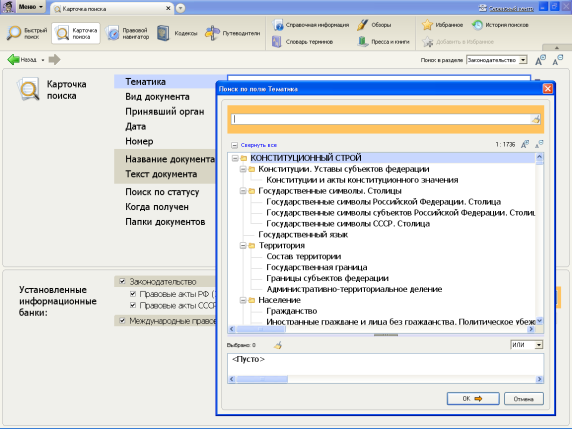 Меню
Карточка поиска
Сервисный центр
Быстрый поиск
Карточка поиска
Правовой навигатор
Кодексы
Путеводители
Справочная информация
Словарь терминов
Обзоры
Пресса и книги
Избранное
Добавить в Избранное
История поисков
Назад
Поиск в разделе Законодательство
Карточка поиска
Тематика
Вид документа
Принявший орган
Дата
Номер
Название документа
Текст документа
Поиск по статусу
Когда получен
Папки документов
Установленные информационные банки:
Законодательство
Правовые акты РФ (
Правовые акты СССР
Международные правов
Поиск по полю Тематика
Свернуть все
1: 1736
КОНСТИТУЦИОННЫЙ СТРОЙ
Конституции. Уставы субъектов федерации
Конституции и акты конституционного значения
Государственные символы. Столицы
Государственные символы Российской Федерации. Столица
Государственные символы субъектов Российской Федерации. Столиц
Государственные символы СССР. Столица
Государственный язык
Территория
Состав территории
Государственная граница
Границы субъектов федерации
Административно-территориальное деление
Население
Гражданство
Иностранные граждане и лица без гражданства. Политическое убеж
Выбрано: 0
ИЛИ
<Пусто>
OK
Отмена